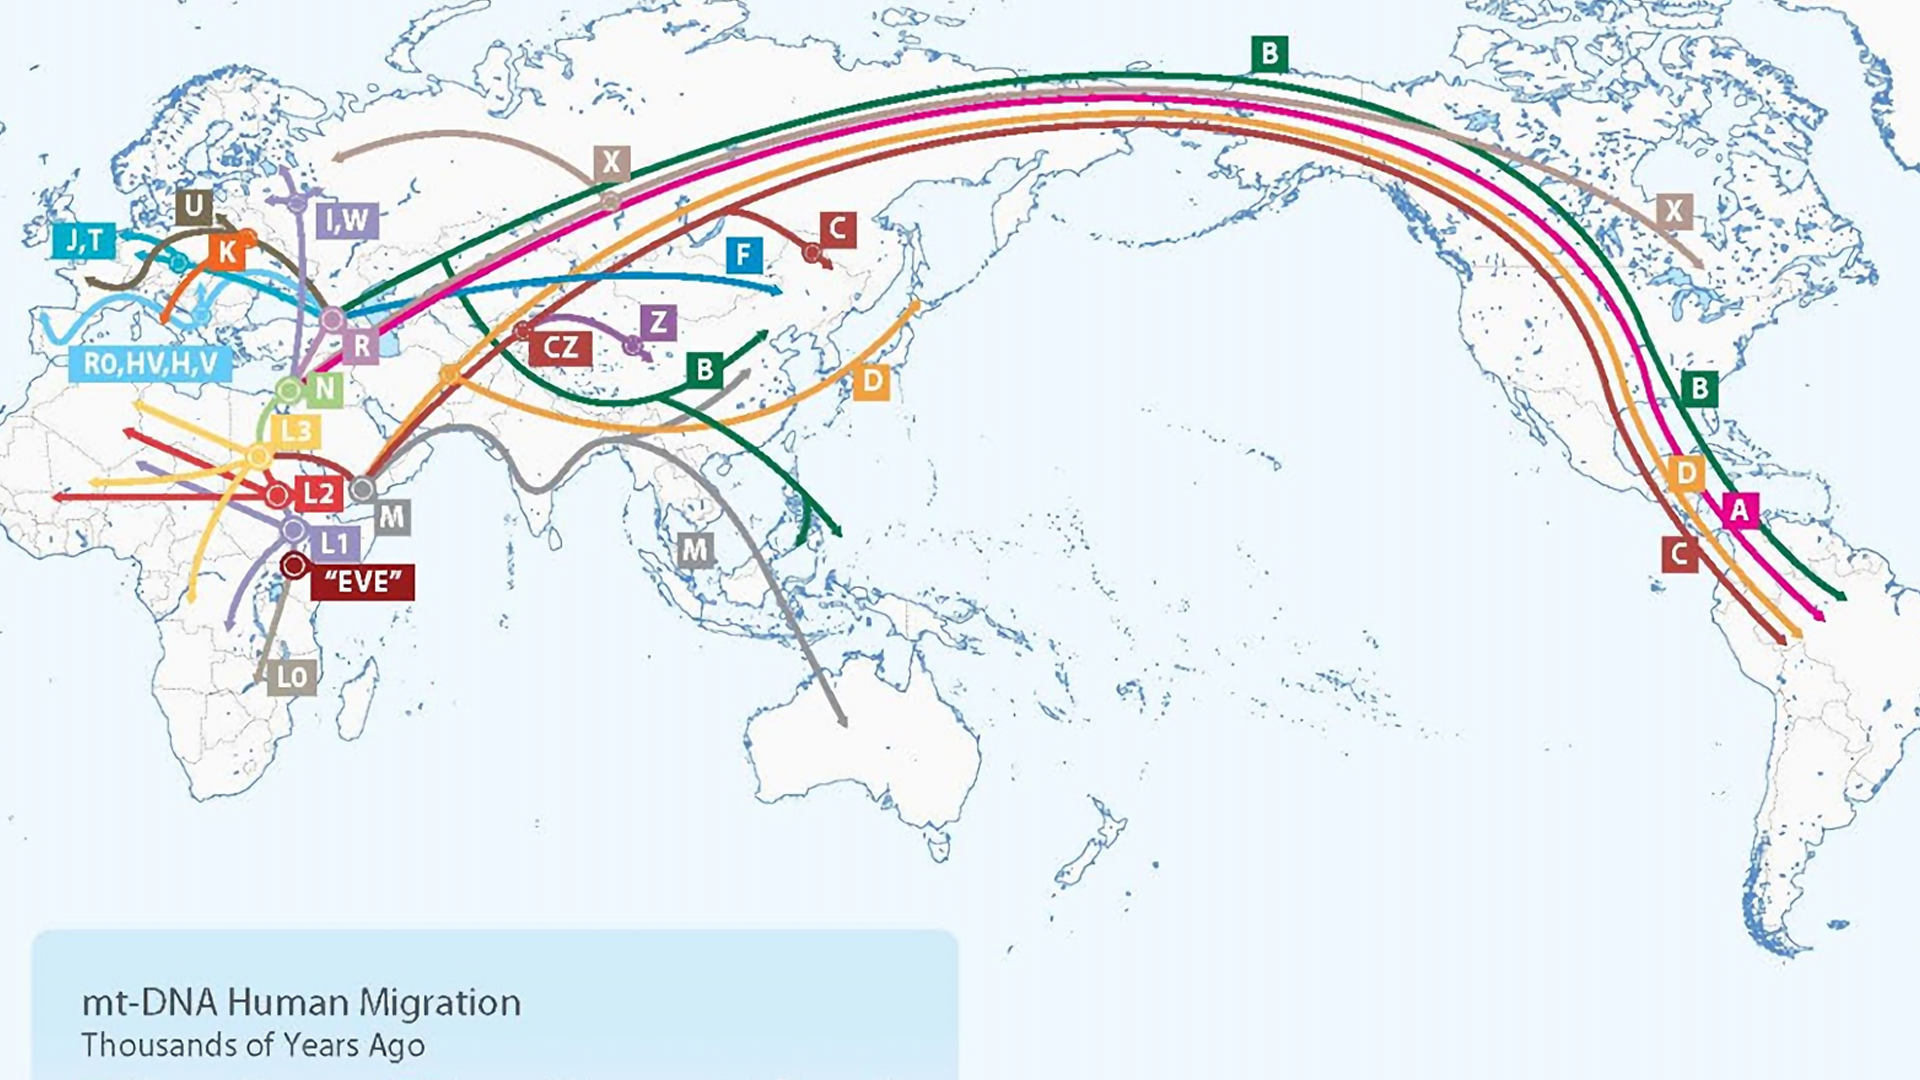 B
X
X
U
I,W
J,T
K
C
F
Z
R
CZ
R0,HV,H,V
B
D
B
N
L3
L2
M
D
A
L1
M
C
"EVE"
L0
mt-DNA Human Migration
Thousands of Years Ago